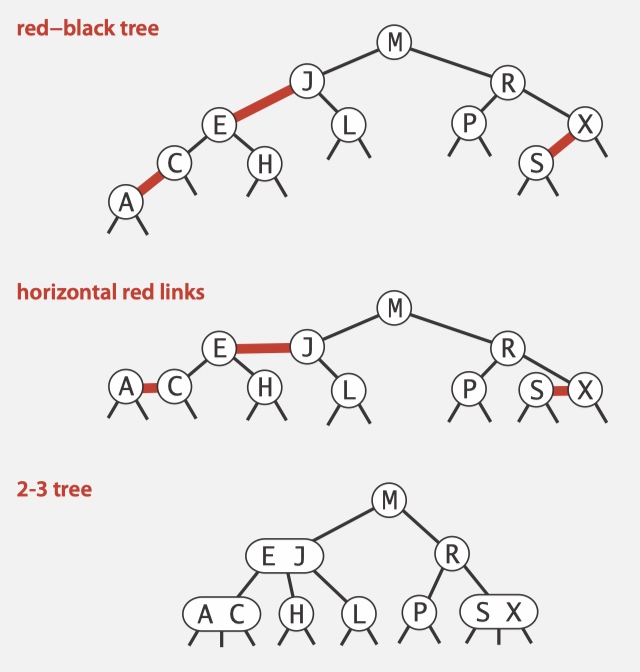 red–black tree
M
J R
E L P X
C H S
A
horizontal red links
M
E J R
A C H L P S X
2-3 tree
M
E J R
A C H L P S X